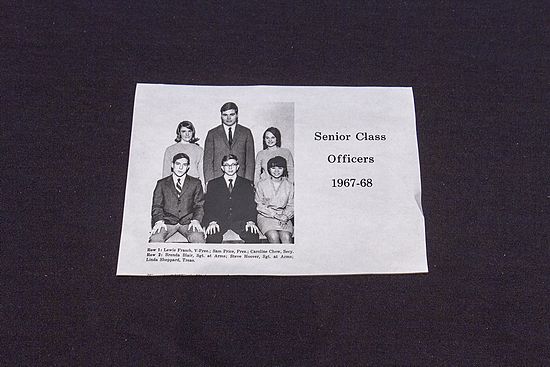 Senior Class
Officers
1967-68
Row 1: Lewis French, V-Pres.; Sam Price, Pres.; Caroline Chow, Secy.
Row 2: Brenda Blair, Sgt. at Arms; Steve Hoover, Sgt. at Arms;
Linda Sheppard, Treas.